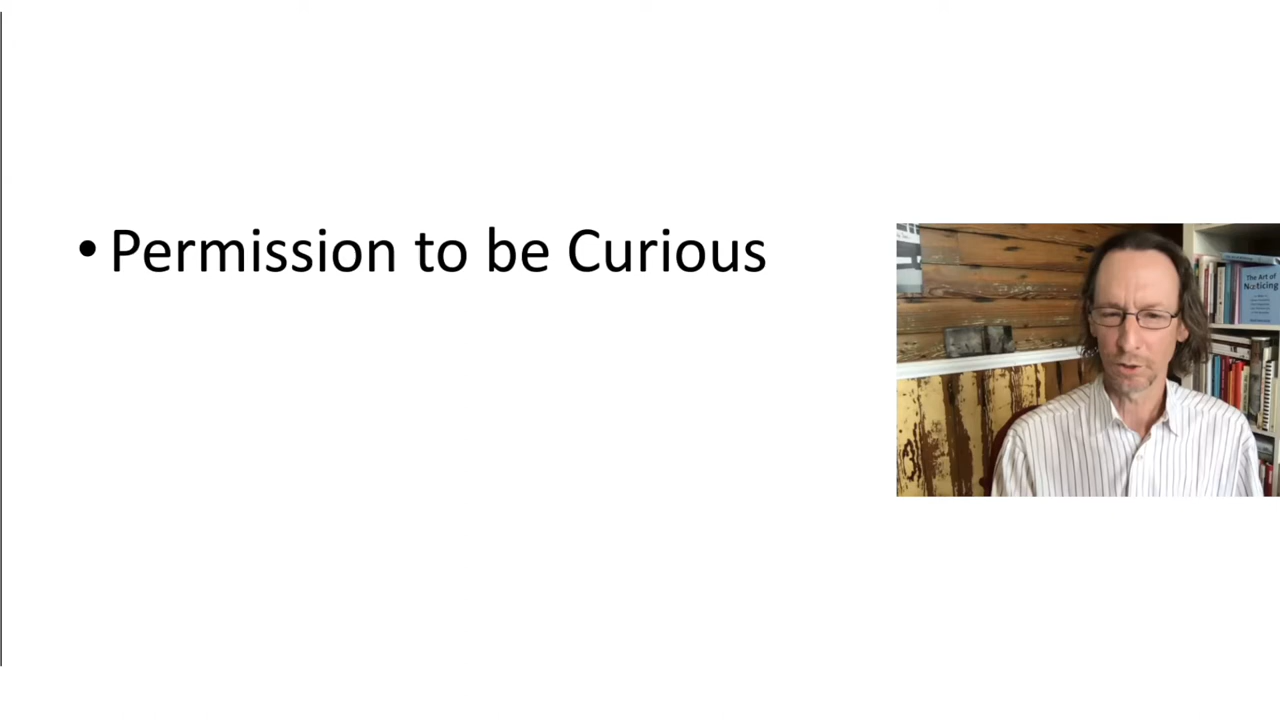 • Permission to be Curious
The Art of
Noticing